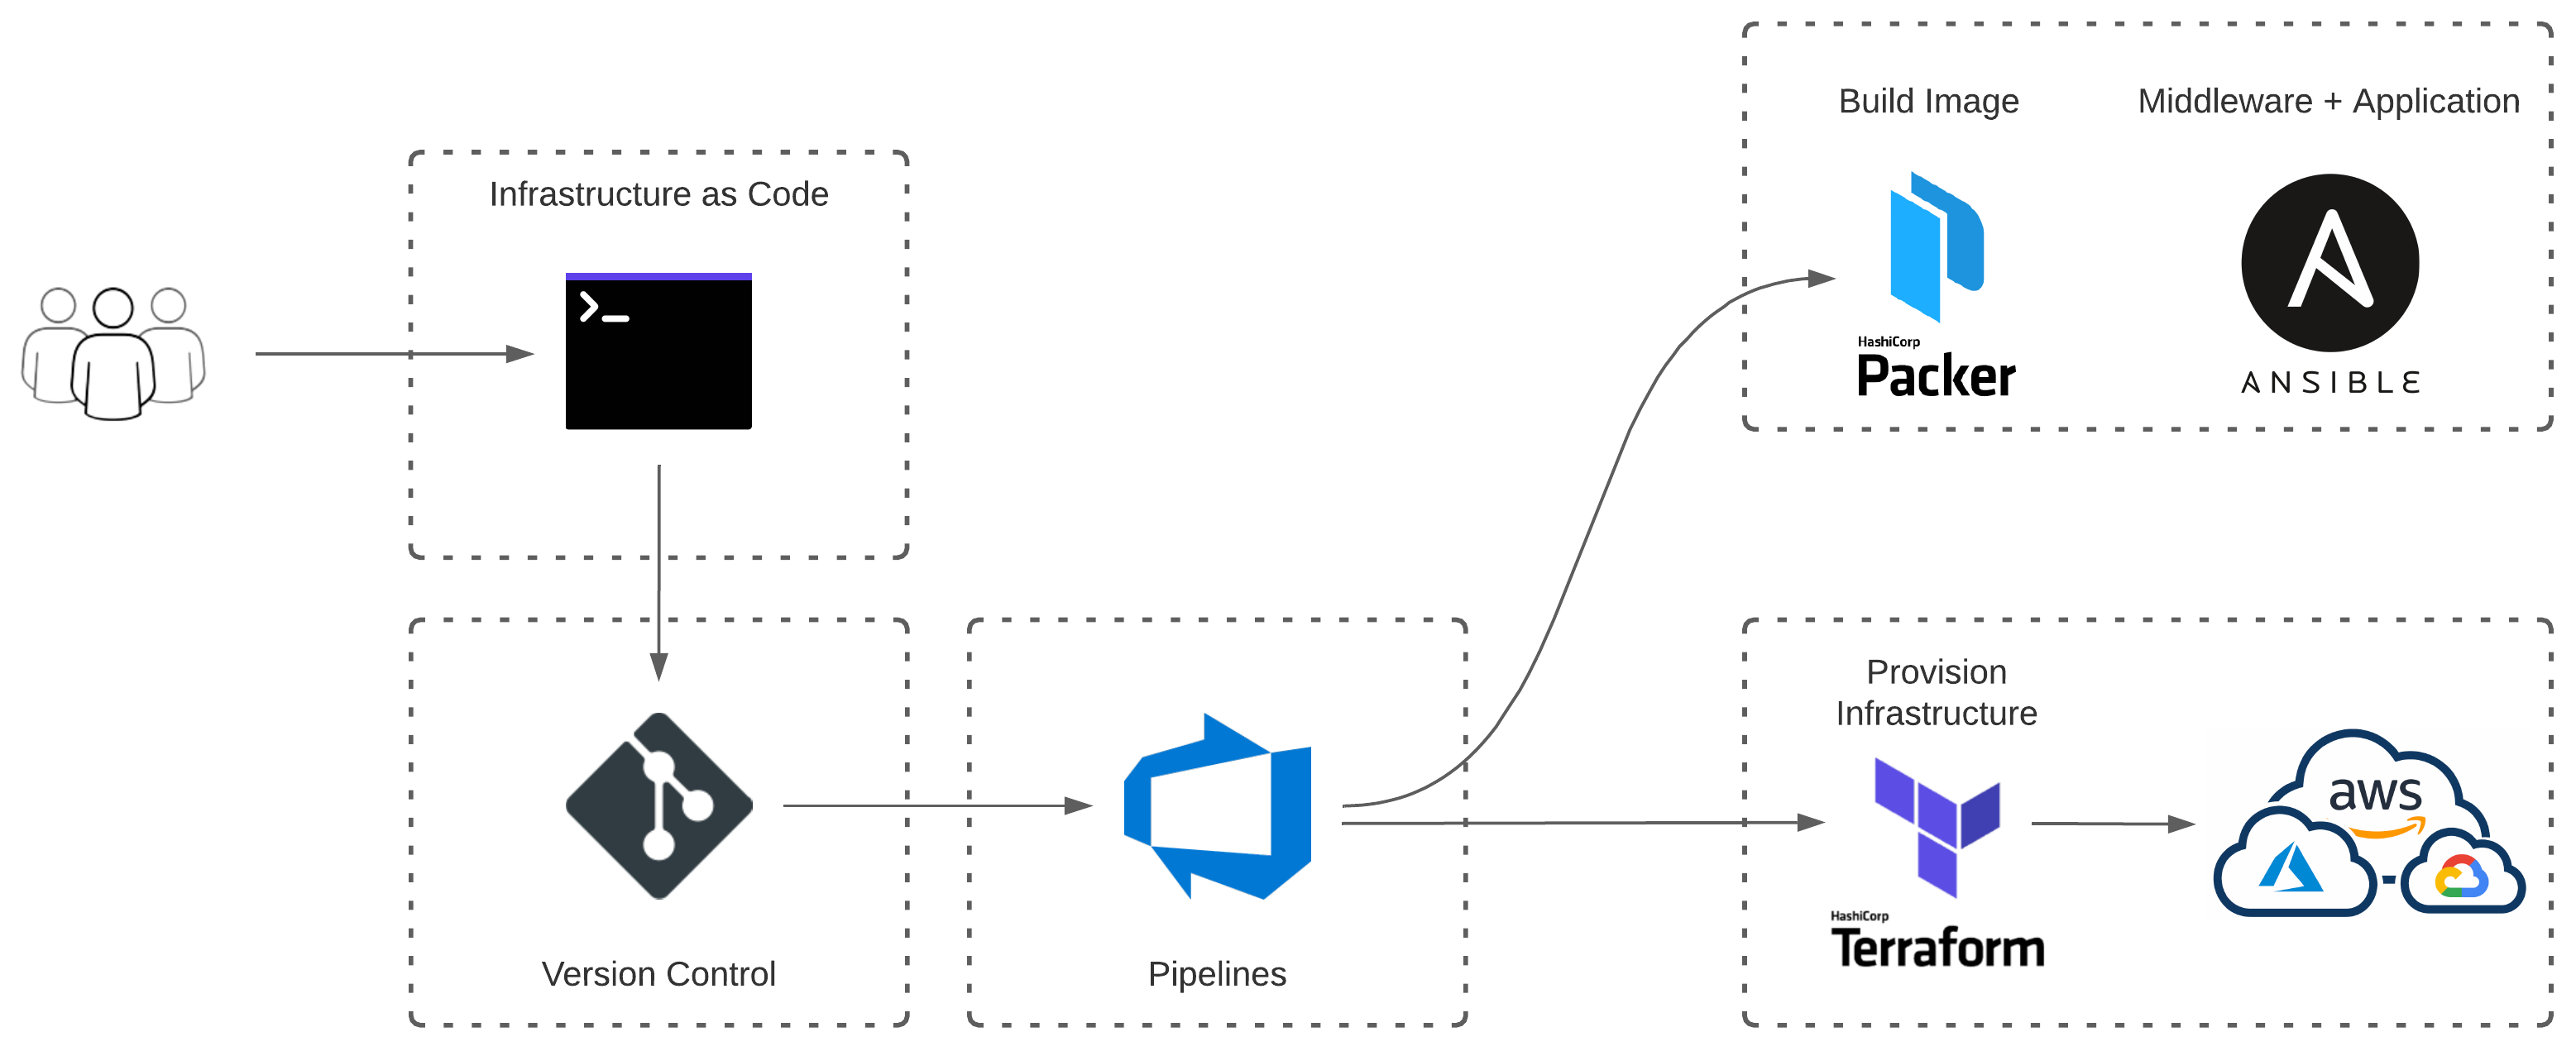 Build Image
Middleware + Application
Infrastructure as Code
>_
HashiCorp
Packer
ANSIBLE
Provision
Infrastructure
aws
HashiCorp
Terraform
Version Control
Pipelines